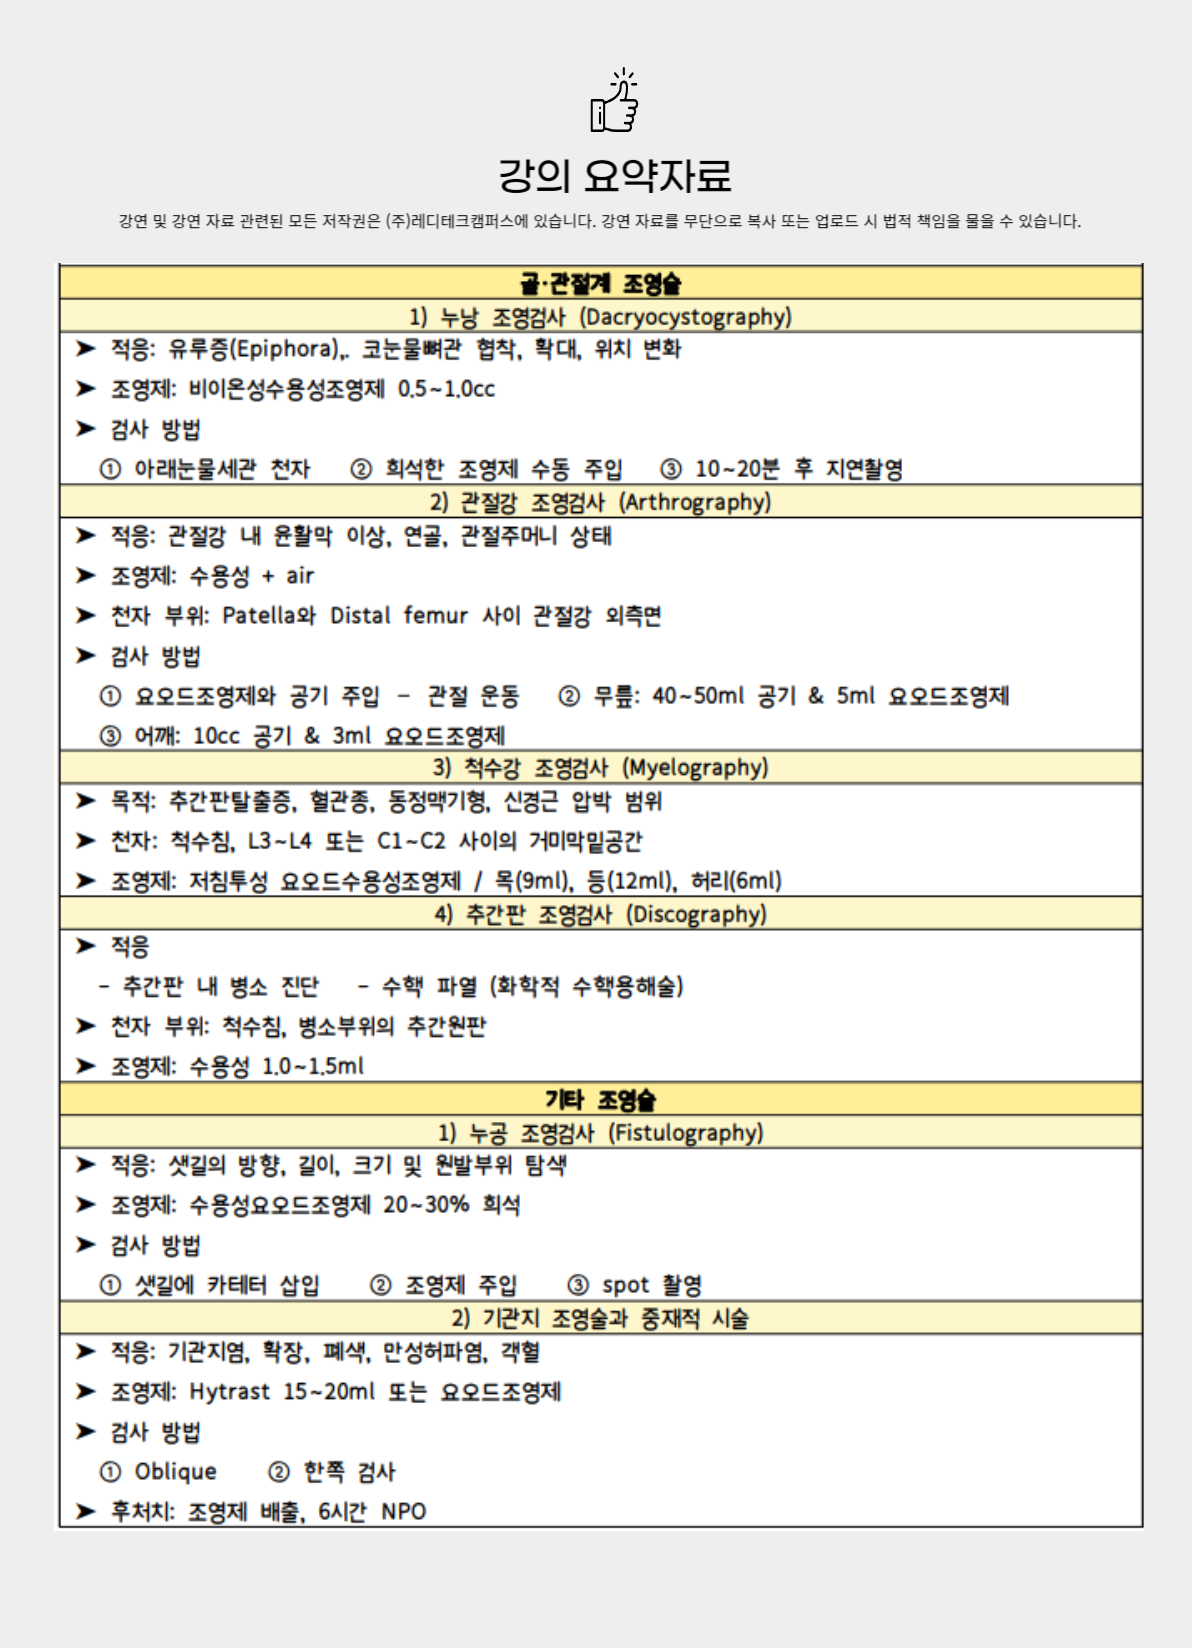 강의 요약자료
강연 및 강연 자료 관련된 모든 저작권은 (주)레디테크캠퍼스에 있습니다. 강연 자료를 무단으로 복사 또는 업로드 시 법적 책임을 물을 수 있습니다.
골·관절계 조영술
1) 누낭 조영검사 (Dacryocystography)
➤ 적응: 유루증(Epiphora),. 코눈물뼈관 협착, 확대, 위치 변화
➤ 조영제: 비이온성수용성조영제 0.5~1.0cc
➤ 검사 방법
① 아래눈물세관 천자 ② 희석한 조영제 수동 주입 ③ 10~20분 후 지연촬영
2) 관절강 조영검사 (Arthrography)
➤ 적응: 관절강 내 윤활막 이상, 연골, 관절주머니 상태
➤ 조영제: 수용성 + air
➤ 천자 부위: Patella와 Distal femur 사이 관절강 외측면
➤ 검사 방법
① 요오드조영제와 공기 주입 - 관절 운동 ② 무릎: 40~50ml 공기 & 5ml 요오드조영제
③ 어깨: 10cc 공기 & 3ml 요오드조영제
3) 척수강 조영검사 (Myelography)
➤ 목적: 추간판탈출증, 혈관종, 동정맥기형, 신경근 압박 범위
➤ 천자: 척수침, L3~L4 또는 C1~C2 사이의 거미막밑공간
➤ 조영제: 저침투성 요오드수용성조영제 / 목(9ml), 등(12ml), 허리(6ml)
4) 추간판 조영검사 (Discography)
➤ 적응
- 추간판 내 병소 진단 - 수핵 파열 (화학적 수핵용해술)
➤ 천자 부위: 척수침, 병소부위의 추간원판
➤ 조영제: 수용성 1.0~1.5ml
기타 조영술
1) 누공 조영검사 (Fistulography)
➤ 적응: 샛길의 방향, 길이, 크기 및 원발부위 탐색
➤ 조영제: 수용성요오드조영제 20~30% 희석
➤ 검사 방법
① 샛길에 카테터 삽입 ② 조영제 주입 ③ spot 촬영
2) 기관지 조영술과 중재적 시술
➤ 적응: 기관지염, 확장, 폐색, 만성허파염, 객혈
➤ 조영제: Hytrast 15~20ml 또는 요오드조영제
➤ 검사 방법
① Oblique ② 한쪽 검사
➤ 후처치: 조영제 배출, 6시간 NPO